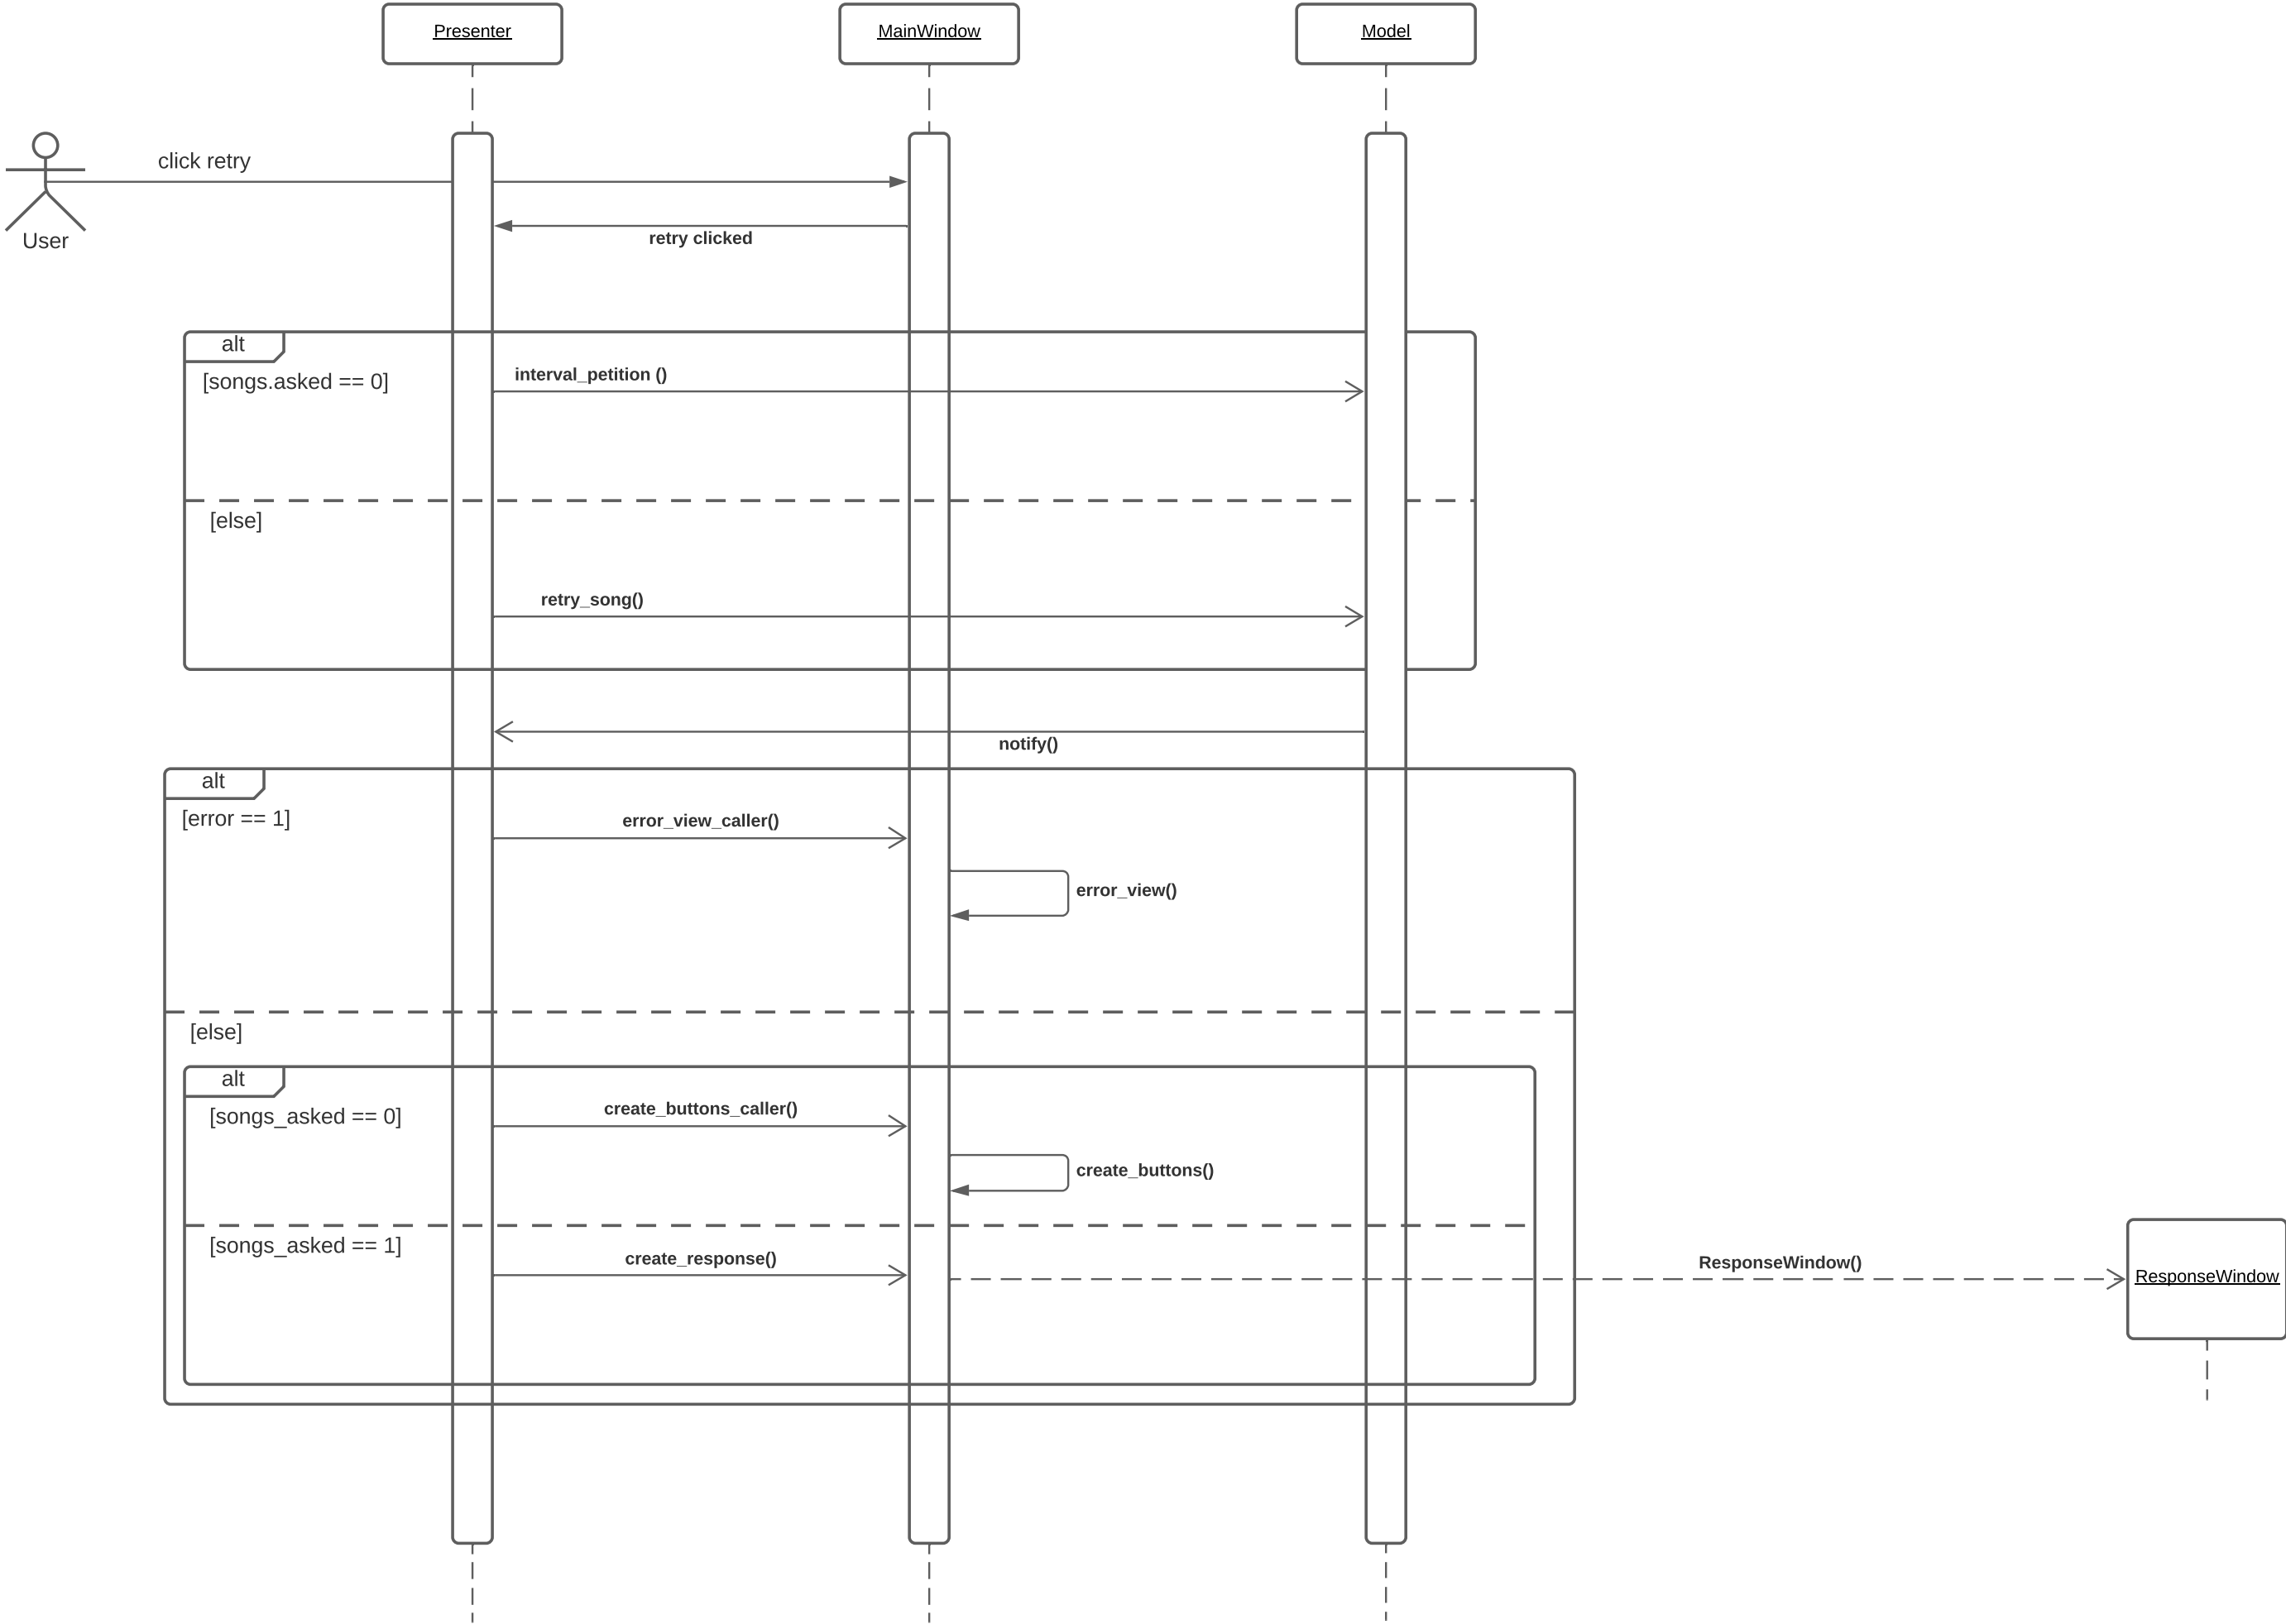 Presenter
MainWindow
Model
click retry
User
retry clicked
alt
[songs.asked == 0]
interval_petition ()
[else]
retry_song()
notify()
alt
[error == 1]
error_view_caller()
error_view()
[else]
alt
[songs_asked == 0]
create_buttons_caller()
create_buttons()
[songs_asked == 1]
create_response()
ResponseWindow()
ResponseWindow